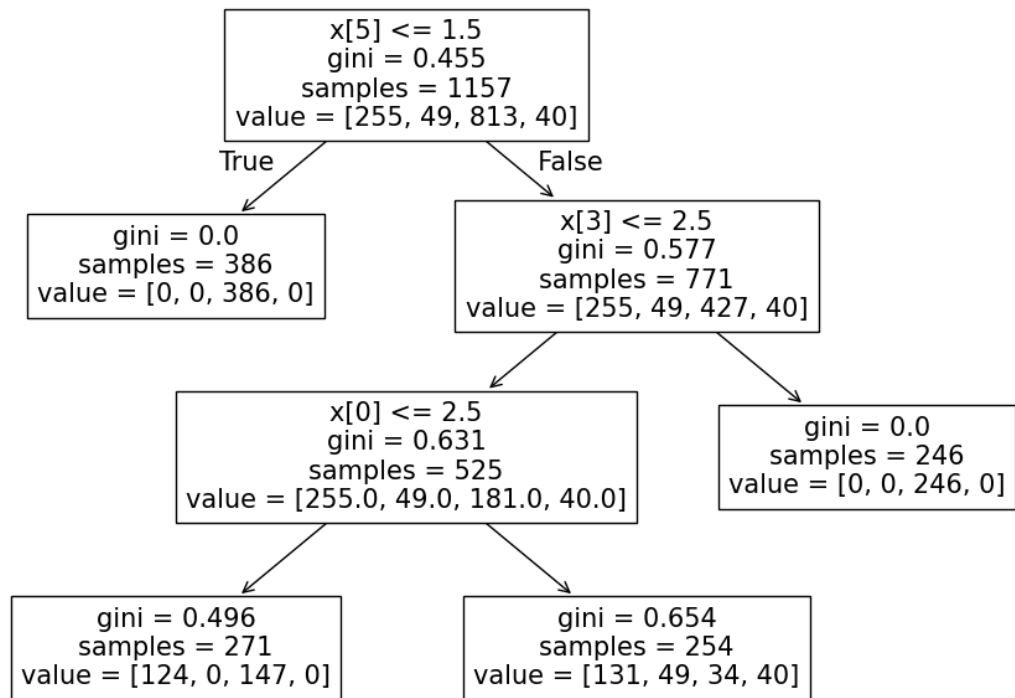 x[5] <= 1.5
gini = 0.455
samples = 1157
value = [255, 49, 813, 40]
True
False
gini = 0.0
samples = 386
value = [0, 0, 386, 0]
x[3] <= 2.5
gini = 0.577
samples = 771
value = [255, 49, 427, 40]
x[0] <= 2.5
gini = 0.631
samples = 525
value = [255.0, 49.0, 181.0, 40.0]
gini = 0.0
samples = 246
value = [0, 0, 246, 0]
gini = 0.496
samples = 271
value = [124, 0, 147, 0]
gini = 0.654
samples = 254
value = [131, 49, 34, 40]